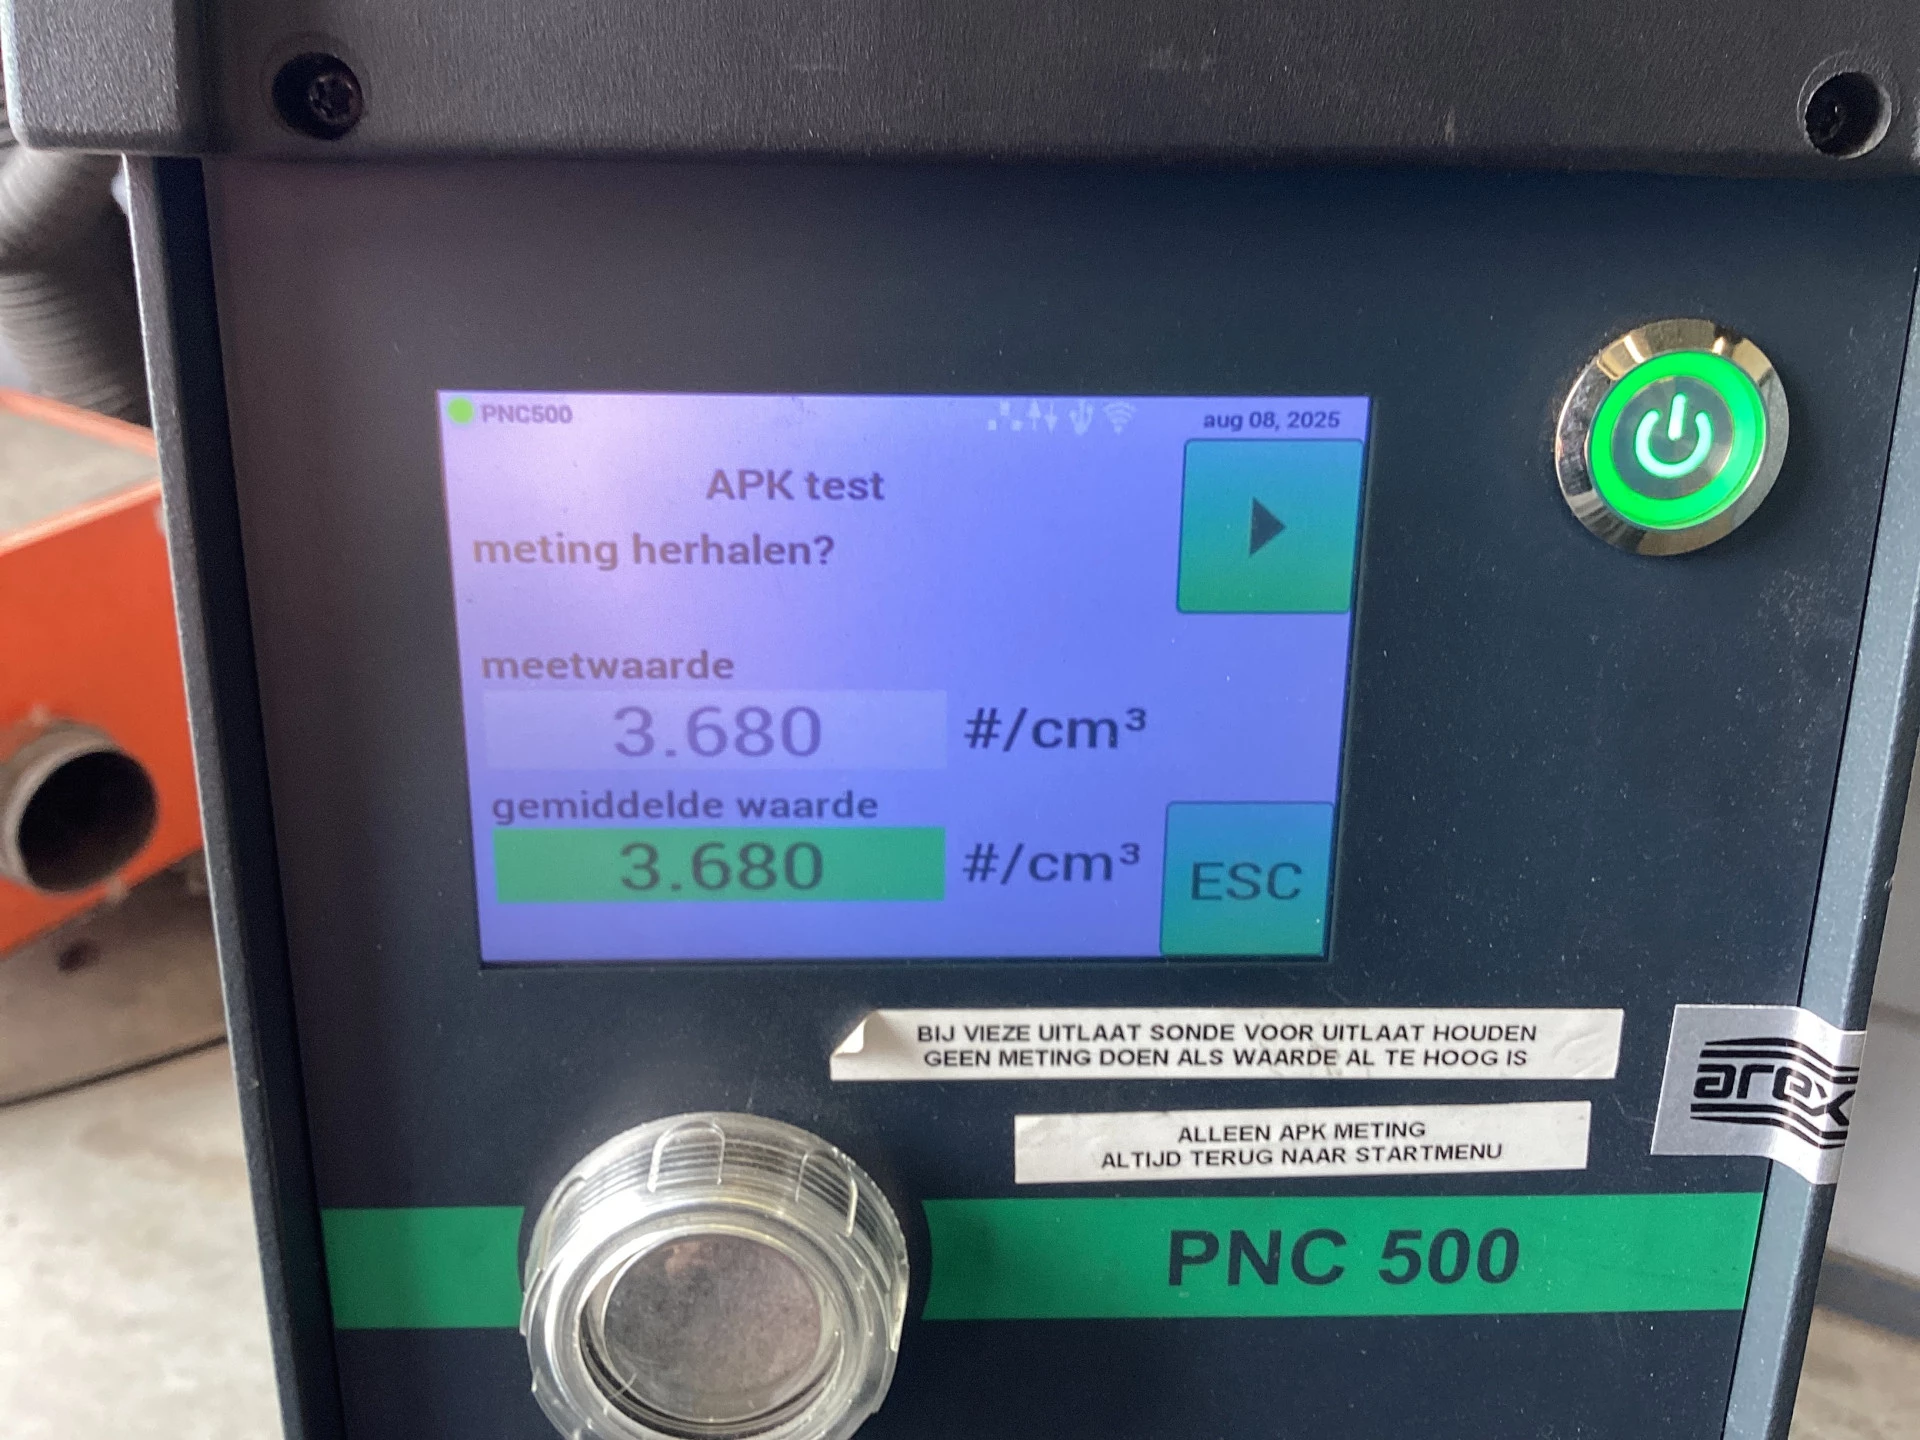 PNC500
aug 08, 2025
APK test
meting herhalen?
meetwaarde
3.680 #/cm³
gemiddelde waarde
3.680 #/cm³
ESC
BIJ VIEZE UITLAAT SONDE VOOR UITLAAT HOUDEN
GEEN METING DOEN ALS WAARDE AL TE HOOG IS
arex
ALLEEN APK METING
ALTIJD TERUG NAAR STARTMENU
PNC 500